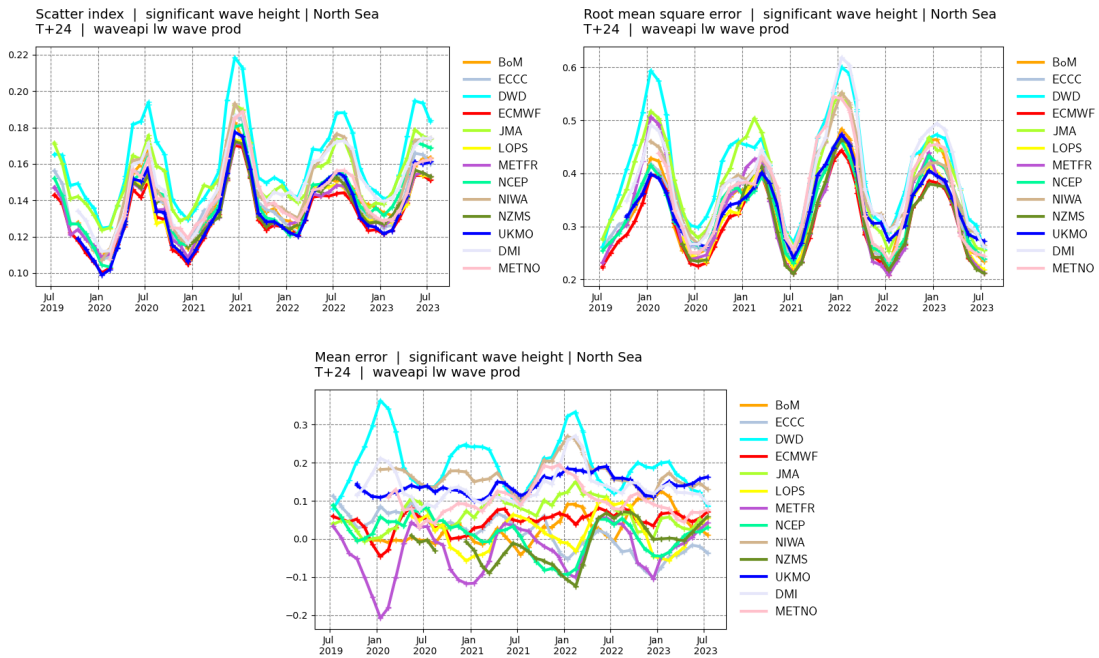 Scatter index | significant wave height | North Sea
T+24 | waveapi lw wave prod
0.22
0.20
0.18
0.16
0.14
0.12
0.10
Jul 2019
Jan 2020
Jul 2020
Jan 2021
Jul 2021
Jan 2022
Jul 2022
Jan 2023
Jul 2023
BoM
ECCC
DWD
ECMWF
JMA
LOPS
METFR
NCEP
NIWA
NZMS
UKMO
DMI
METNO
Root mean square error | significant wave height | North Sea
T+24 | waveapi lw wave prod
0.6
0.5
0.4
0.3
0.2
Jul 2019
Jan 2020
Jul 2020
Jan 2021
Jul 2021
Jan 2022
Jul 2022
Jan 2023
Jul 2023
BoM
ECCC
DWD
ECMWF
JMA
LOPS
METFR
NCEP
NIWA
NZMS
UKMO
DMI
METNO
Mean error | significant wave height | North Sea
T+24 | waveapi lw wave prod
0.3
0.2
0.1
0.0
−0.1
−0.2
Jul 2019
Jan 2020
Jul 2020
Jan 2021
Jul 2021
Jan 2022
Jul 2022
Jan 2023
Jul 2023
BoM
ECCC
DWD
ECMWF
JMA
LOPS
METFR
NCEP
NIWA
NZMS
UKMO
DMI
METNO